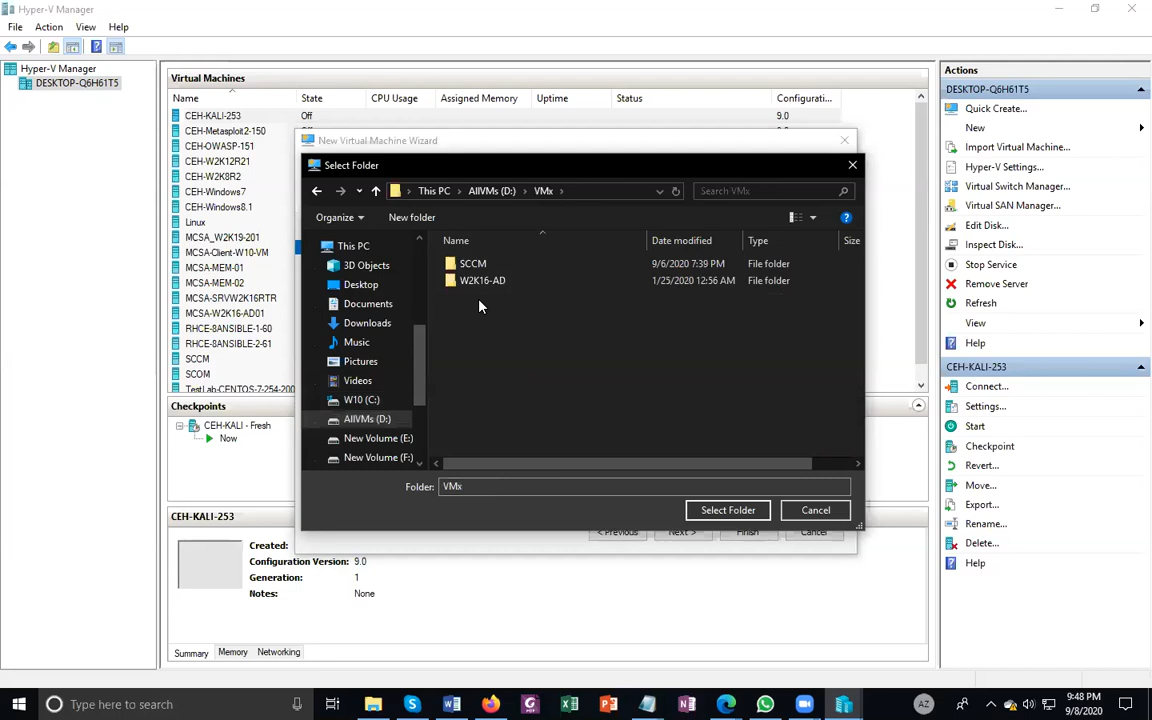 Hyper-V Manager
File Action View Help
Hyper-V Manager
DESKTOP-Q6H61T5
Virtual Machines
Name State CPU Usage Assigned Memory Uptime Status Configurati...
CEH-KALI-253 Off 9.0
CEH-Metasploit2-150
CEH-OWASP-151
CEH-W2K12R21
CEH-W2K8R2
CEH-Windows7
CEH-Windows8.1
Linux
MCSA_W2K19-201
MCSA-Client-W10-VM
MCSA-MEM-01
MCSA-MEM-02
MCSA-SRVW2K16RTR
MCSA-W2K16-AD01
RHCE-8ANSIBLE-1-60
RHCE-8ANSIBLE-2-61
SCCM
SCOM
TestLab-CENTOS-7-254-200
Checkpoints
CEH-KALI - Fresh
Now
CEH-KALI-253
Created:
Configuration Version: 9.0
Generation: 1
Notes: None
Summary Memory Networking
New Virtual Machine Wizard
< Previous Next > Finish Cancel
Select Folder
This PC > AllVMs (D:) > VMx >
Search VMx
Organize New folder
This PC
3D Objects
Desktop
Documents
Downloads
Music
Pictures
Videos
W10 (C:)
AllVMs (D:)
New Volume (E:)
New Volume (F:)
Name Date modified Type Size
SCCM 9/6/2020 7:39 PM File folder
W2K16-AD 1/25/2020 12:56 AM File folder
Folder: VMx
Select Folder Cancel
Actions
DESKTOP-Q6H61T5
Quick Create...
New
Import Virtual Machine...
Hyper-V Settings...
Virtual Switch Manager...
Virtual SAN Manager...
Edit Disk...
Inspect Disk...
Stop Service
Remove Server
Refresh
View
Help
CEH-KALI-253
Connect...
Settings...
Start
Checkpoint
Revert...
Move...
Export...
Rename...
Delete...
Help
Type here to search
AZ
9:48 PM
9/8/2020